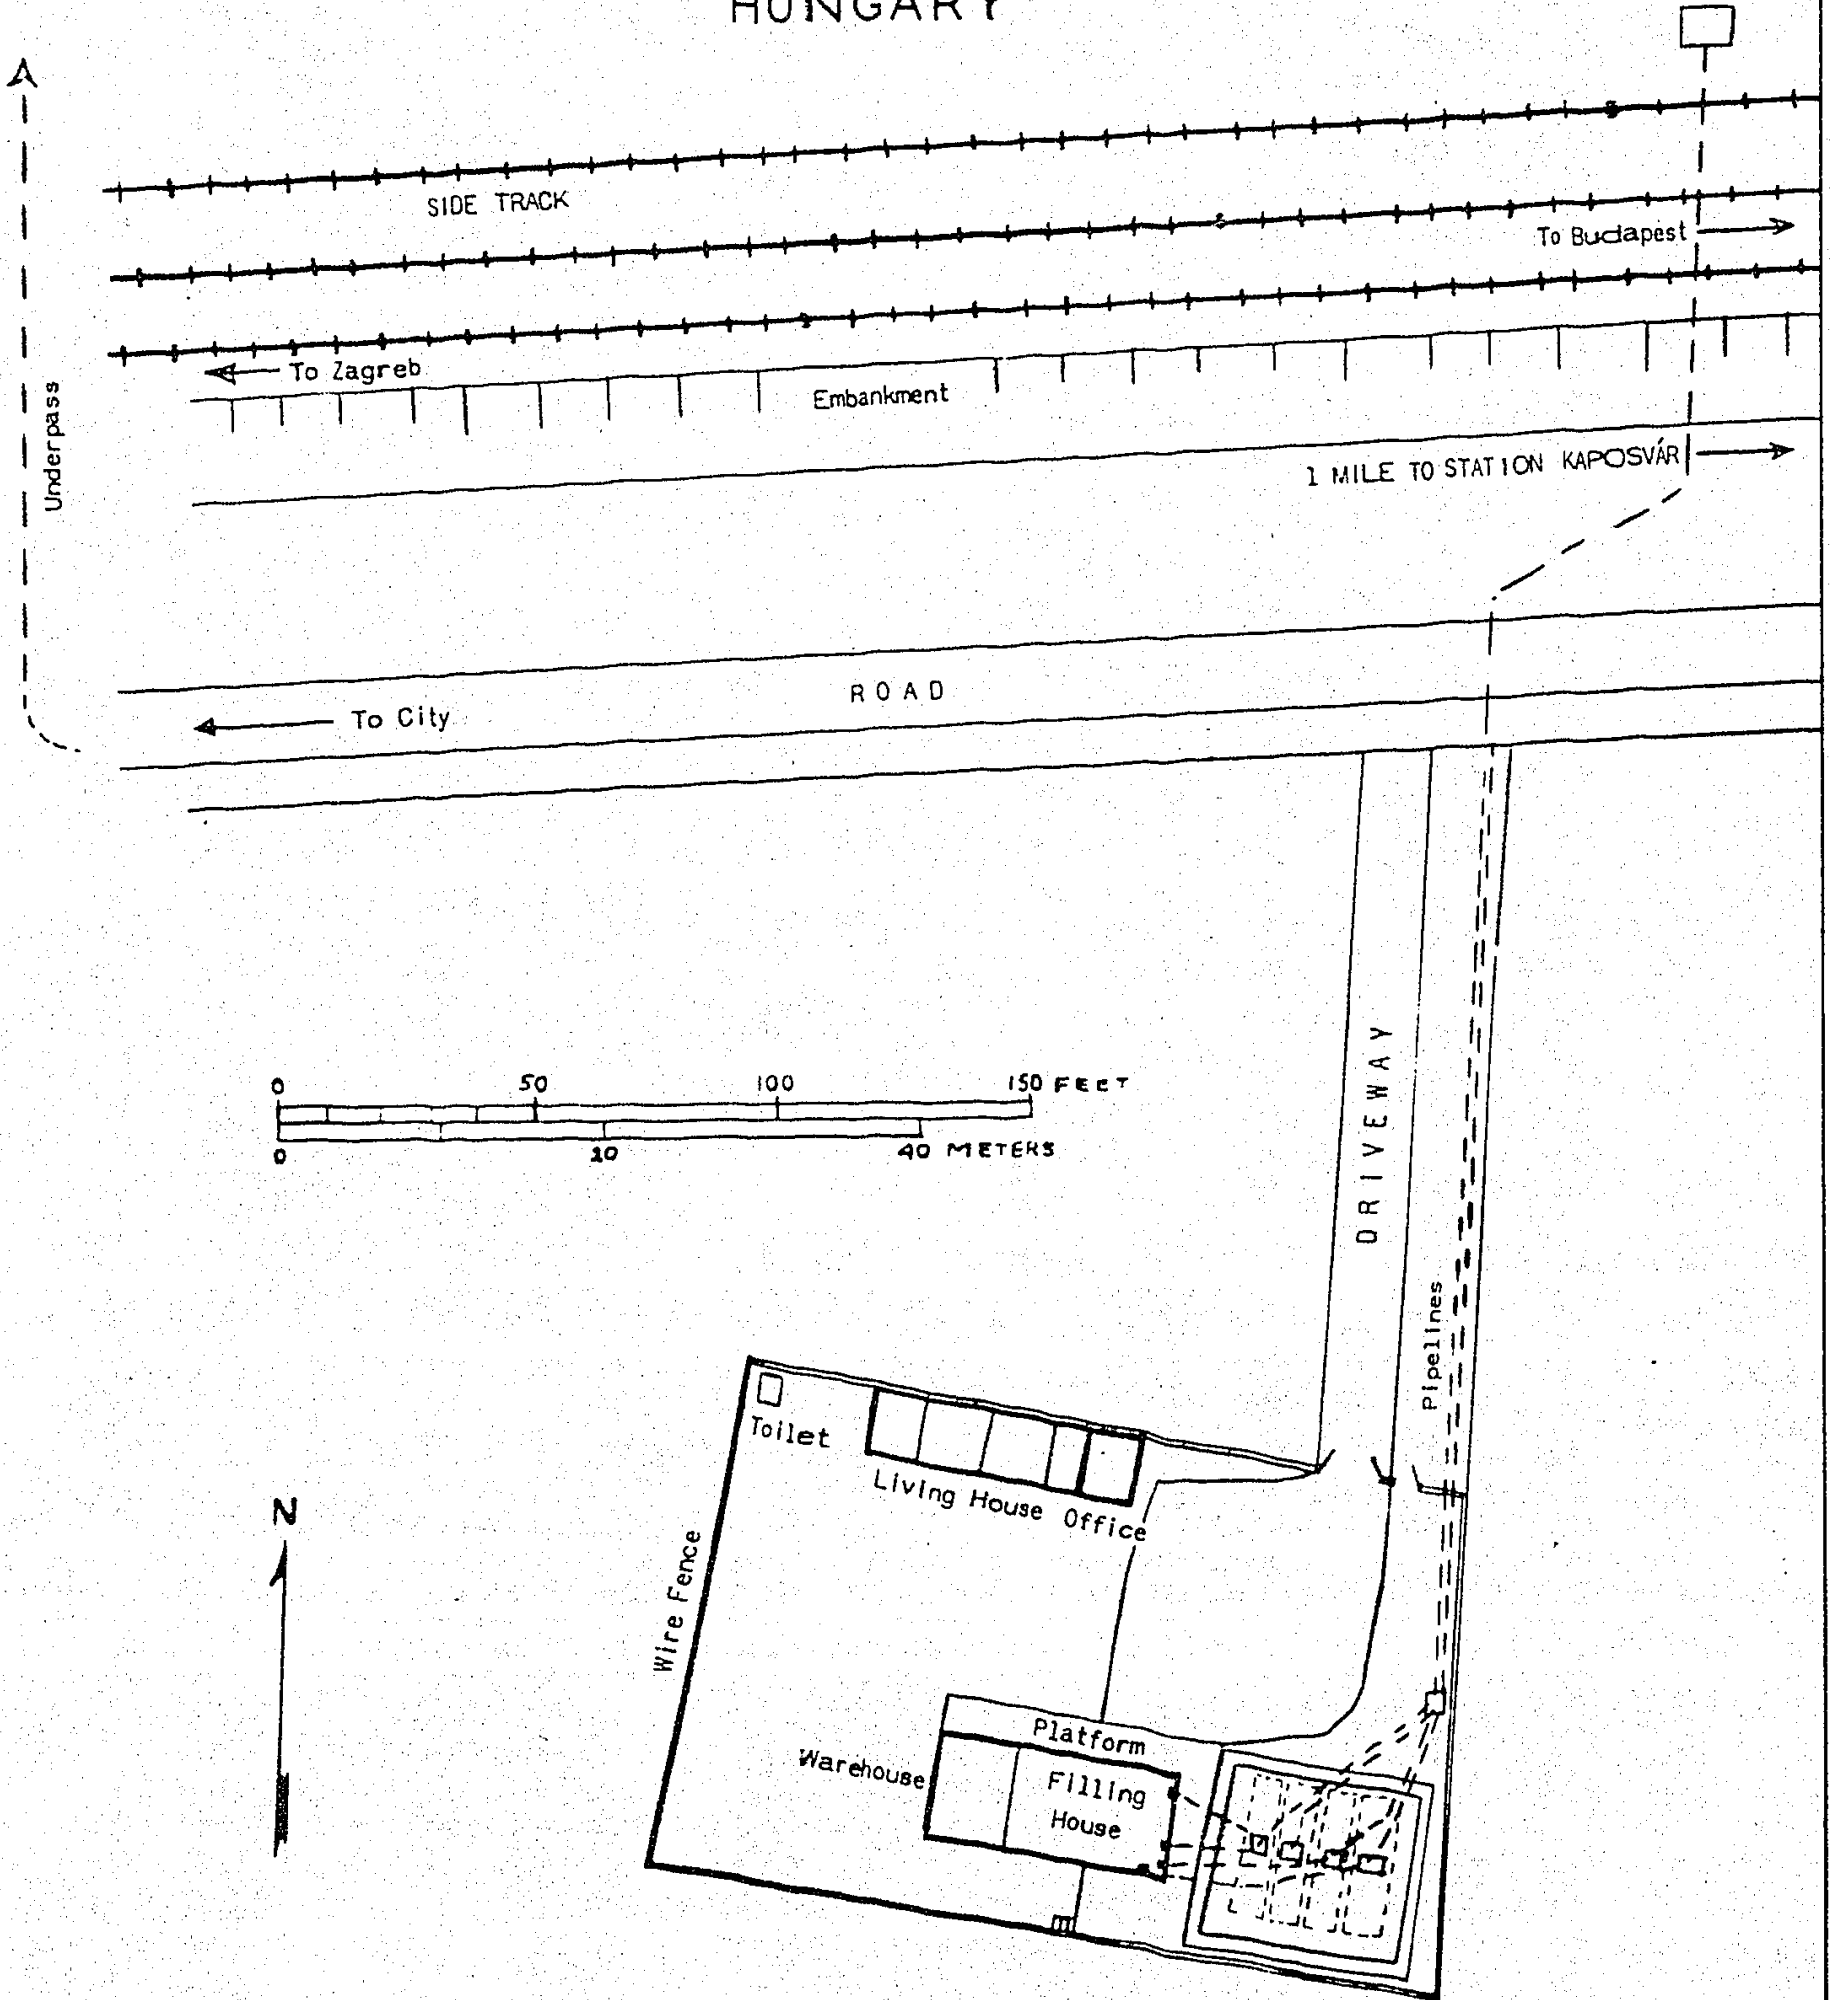 HUNGARY
SIDE TRACK
To Budapest
To Zagreb
Embankment
Underpass
1 MILE TO STATION KAPOSVÁR
ROAD
To City
0 50 100 150 FEET
0 20 40 METERS
DRIVEWAY
Pipelines
Toilet
Living House Office
N
Wire Fence
Platform
Warehouse
Filling
House